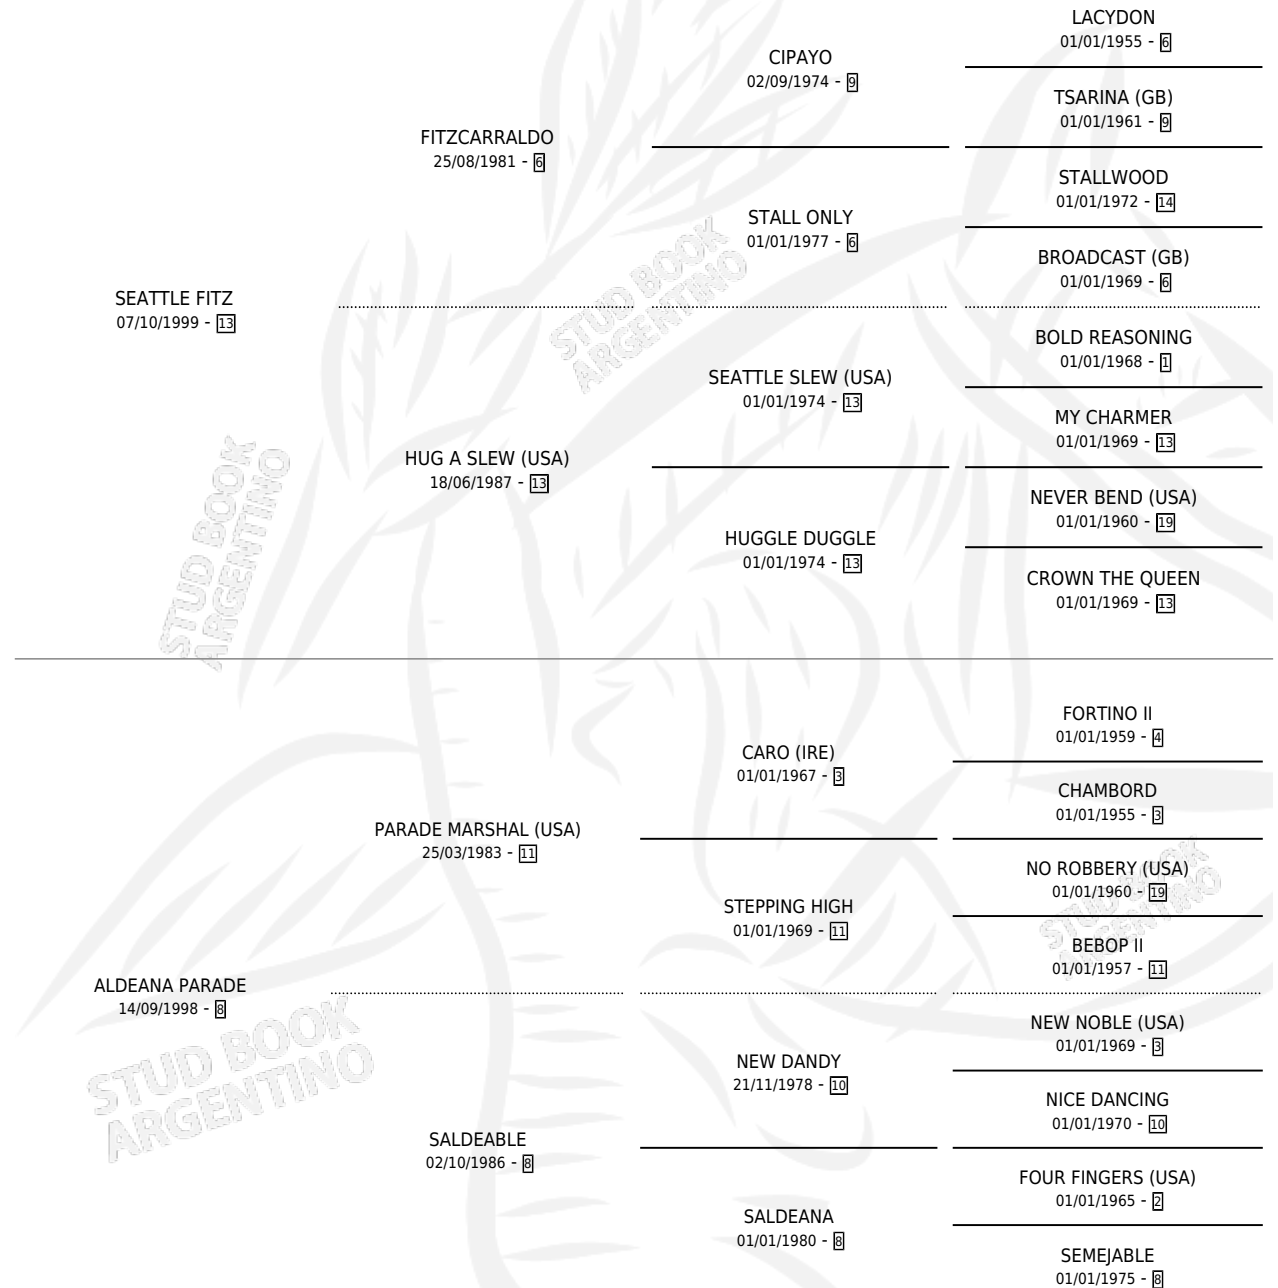 LACYDON
01/01/1955 - 6
CIPAYO
02/09/1974 - 9
TSARINA (GB)
01/01/1961 - 9
FITZCARRALDO
25/08/1981 - 6
STALLWOOD
01/01/1972 - 14
STALL ONLY
01/01/1977 - 6
BROADCAST (GB)
01/01/1969 - 6
SEATTLE FITZ
07/10/1999 - 13
BOLD REASONING
01/01/1968 - 1
SEATTLE SLEW (USA)
01/01/1974 - 13
MY CHARMER
01/01/1969 - 13
HUG A SLEW (USA)
18/06/1987 - 13
NEVER BEND (USA)
01/01/1960 - 19
HUGGLE DUGGLE
01/01/1974 - 13
CROWN THE QUEEN
01/01/1969 - 13
STUD BOOK
ARGENTINO
STUD BOOK
ARGENTINO
FORTINO II
01/01/1959 - 4
CARO (IRE)
01/01/1967 - 3
CHAMBORD
01/01/1955 - 3
PARADE MARSHAL (USA)
25/03/1983 - 11
NO ROBBERY (USA)
01/01/1960 - 19
STEPPING HIGH
01/01/1969 - 11
BEBOP II
01/01/1957 - 11
ALDEANA PARADE
14/09/1998 - 8
NEW NOBLE (USA)
01/01/1969 - 3
NEW DANDY
21/11/1978 - 10
NICE DANCING
01/01/1970 - 10
SALDEABLE
02/10/1986 - 8
FOUR FINGERS (USA)
01/01/1965 - 2
SALDEANA
01/01/1980 - 8
SEMEJABLE
01/01/1975 - 8
STUD BOOK
ARGENTINO
STUD BOOK
ARGENTINO